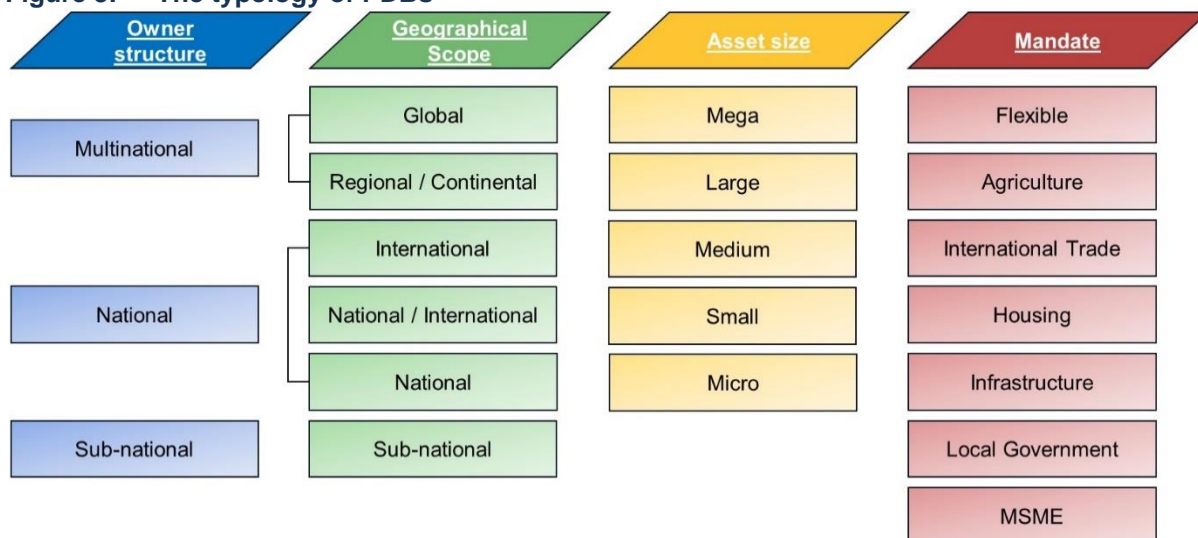 Owner
structure
Geographical
Scope
Asset size
Mandate
Multinational
National
Sub-national
Global
Regional / Continental
International
National / International
National
Sub-national
Mega
Large
Medium
Small
Micro
Flexible
Agriculture
International Trade
Housing
Infrastructure
Local Government
MSME